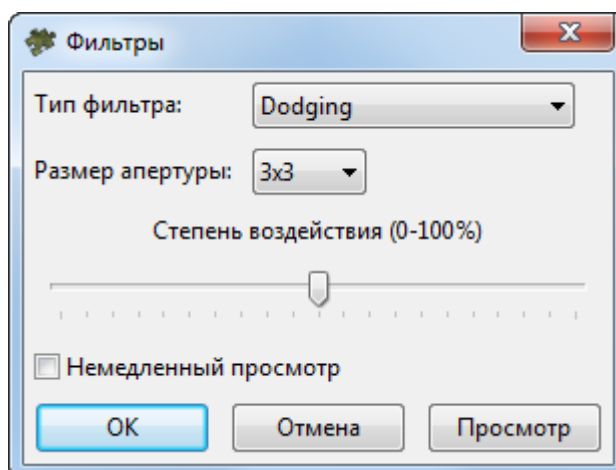 Фильтры
Тип фильтра: Dodging
Размер апертуры: 3x3
Степень воздействия (0-100%)
Немедленный просмотр
OK Отмена Просмотр